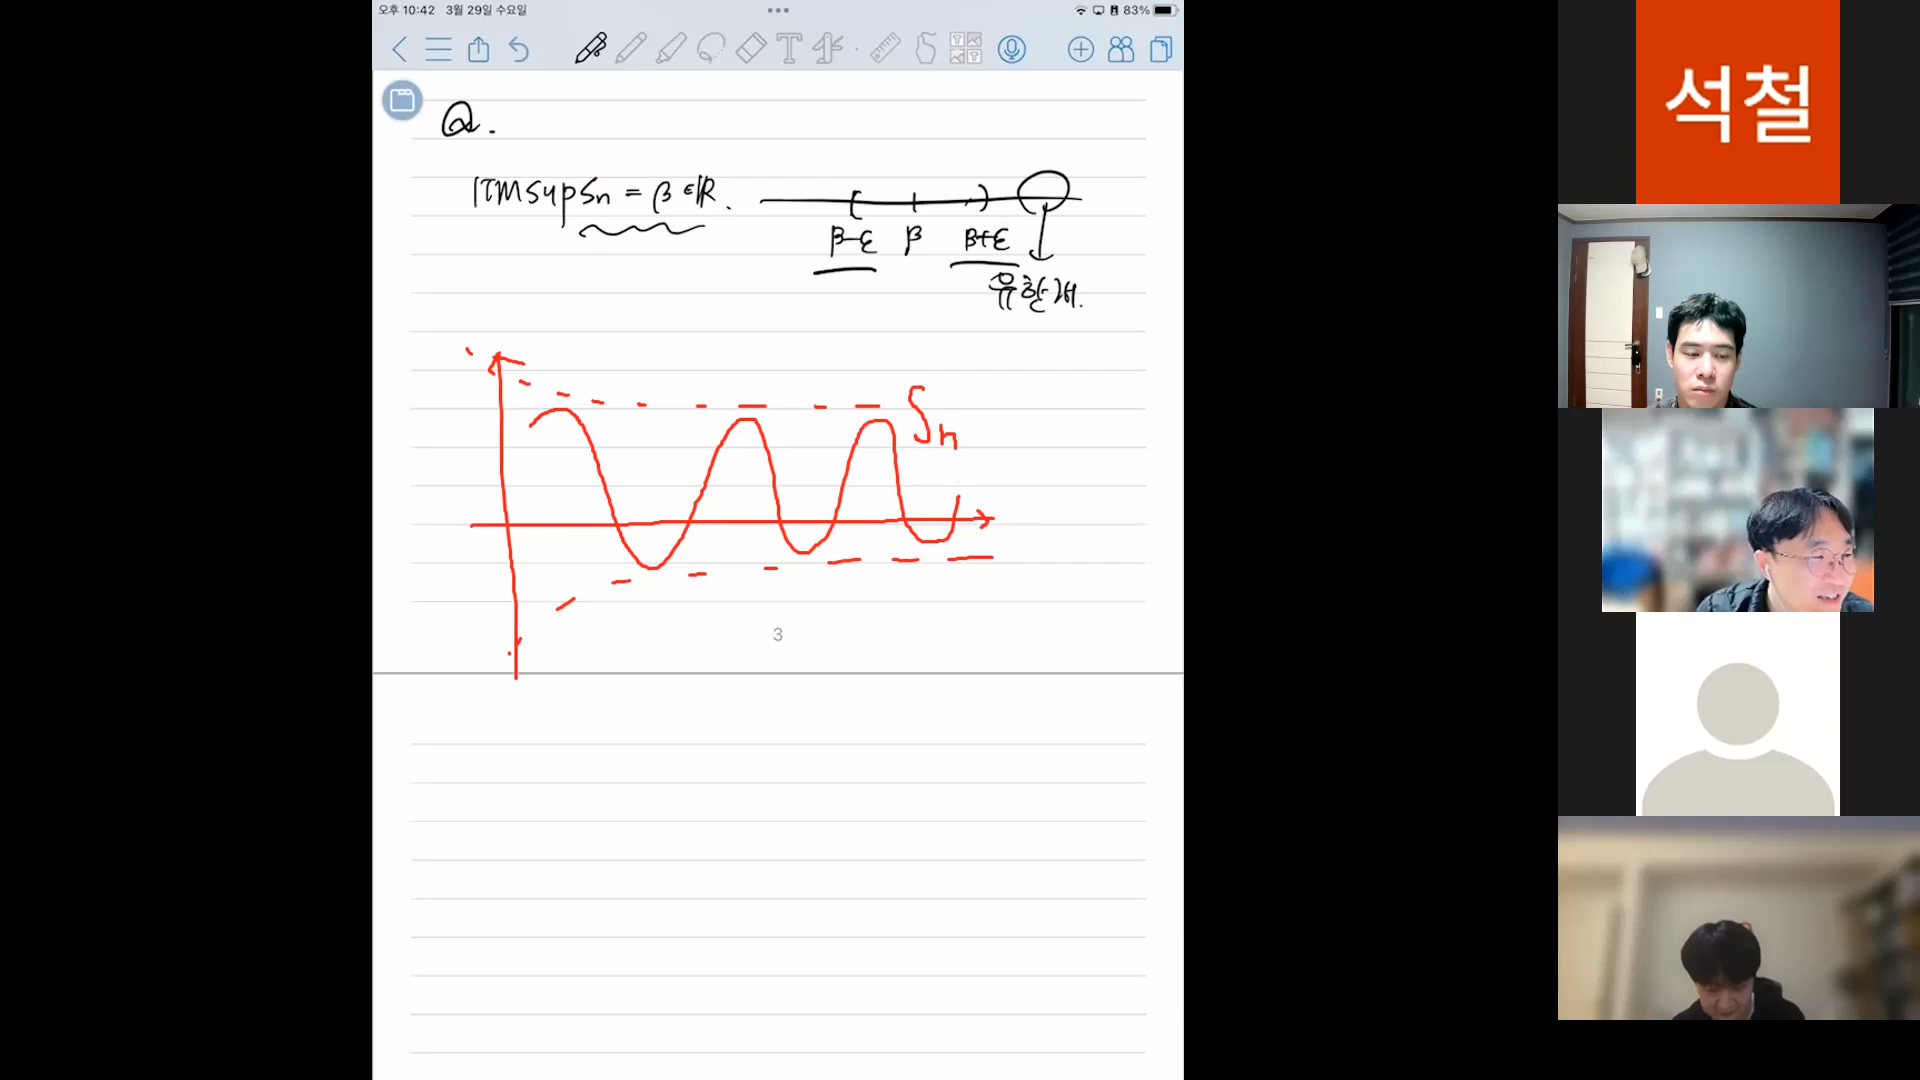 오후 10:42 3월 29일 수요일
83%
Q.
limsup Sn = β ∈ ℝ.
β-ε β β+ε
유한개.
Sn
3
석철